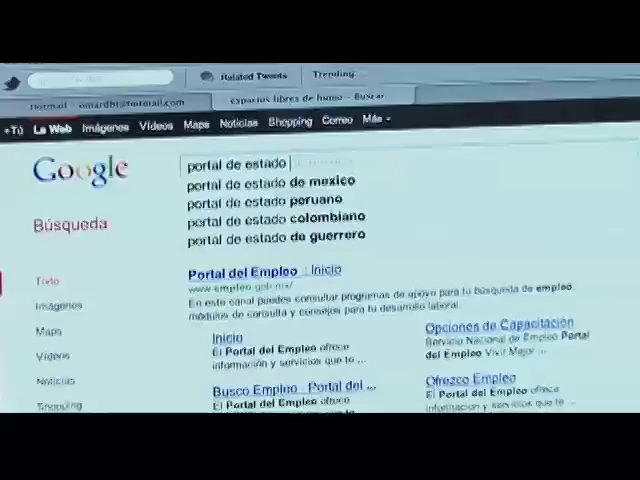 Related Tweets Trending
Hotmail - omardht@hotmail.com
espacios libres de humo - Buscar
+Tú La Web Imágenes Vídeos Maps Noticias Shopping Correo Más
Google
portal de estado
portal de estado de mexico
portal de estado peruano
portal de estado colombiano
portal de estado de guerrero
Búsqueda
Todo
Imágenes
Maps
Vídeos
Noticias
Shopping
Portal del Empleo : Inicio
www.empleo.gob.mx/
En este canal puedes consultar programas de apoyo para tu búsqueda de empleo,
módulos de consulta y consejos para tu desarrollo laboral.
Inicio
El Portal del Empleo ofrece
información y servicios que te ...
Opciones de Capacitación
Servicio Nacional de Empleo Portal
del Empleo Vivir Mejor ...
Busco Empleo - Portal del ...
El Portal del Empleo ofrece
Ofrezco Empleo
El Portal del Empleo ofrece
información y servicios que te ...